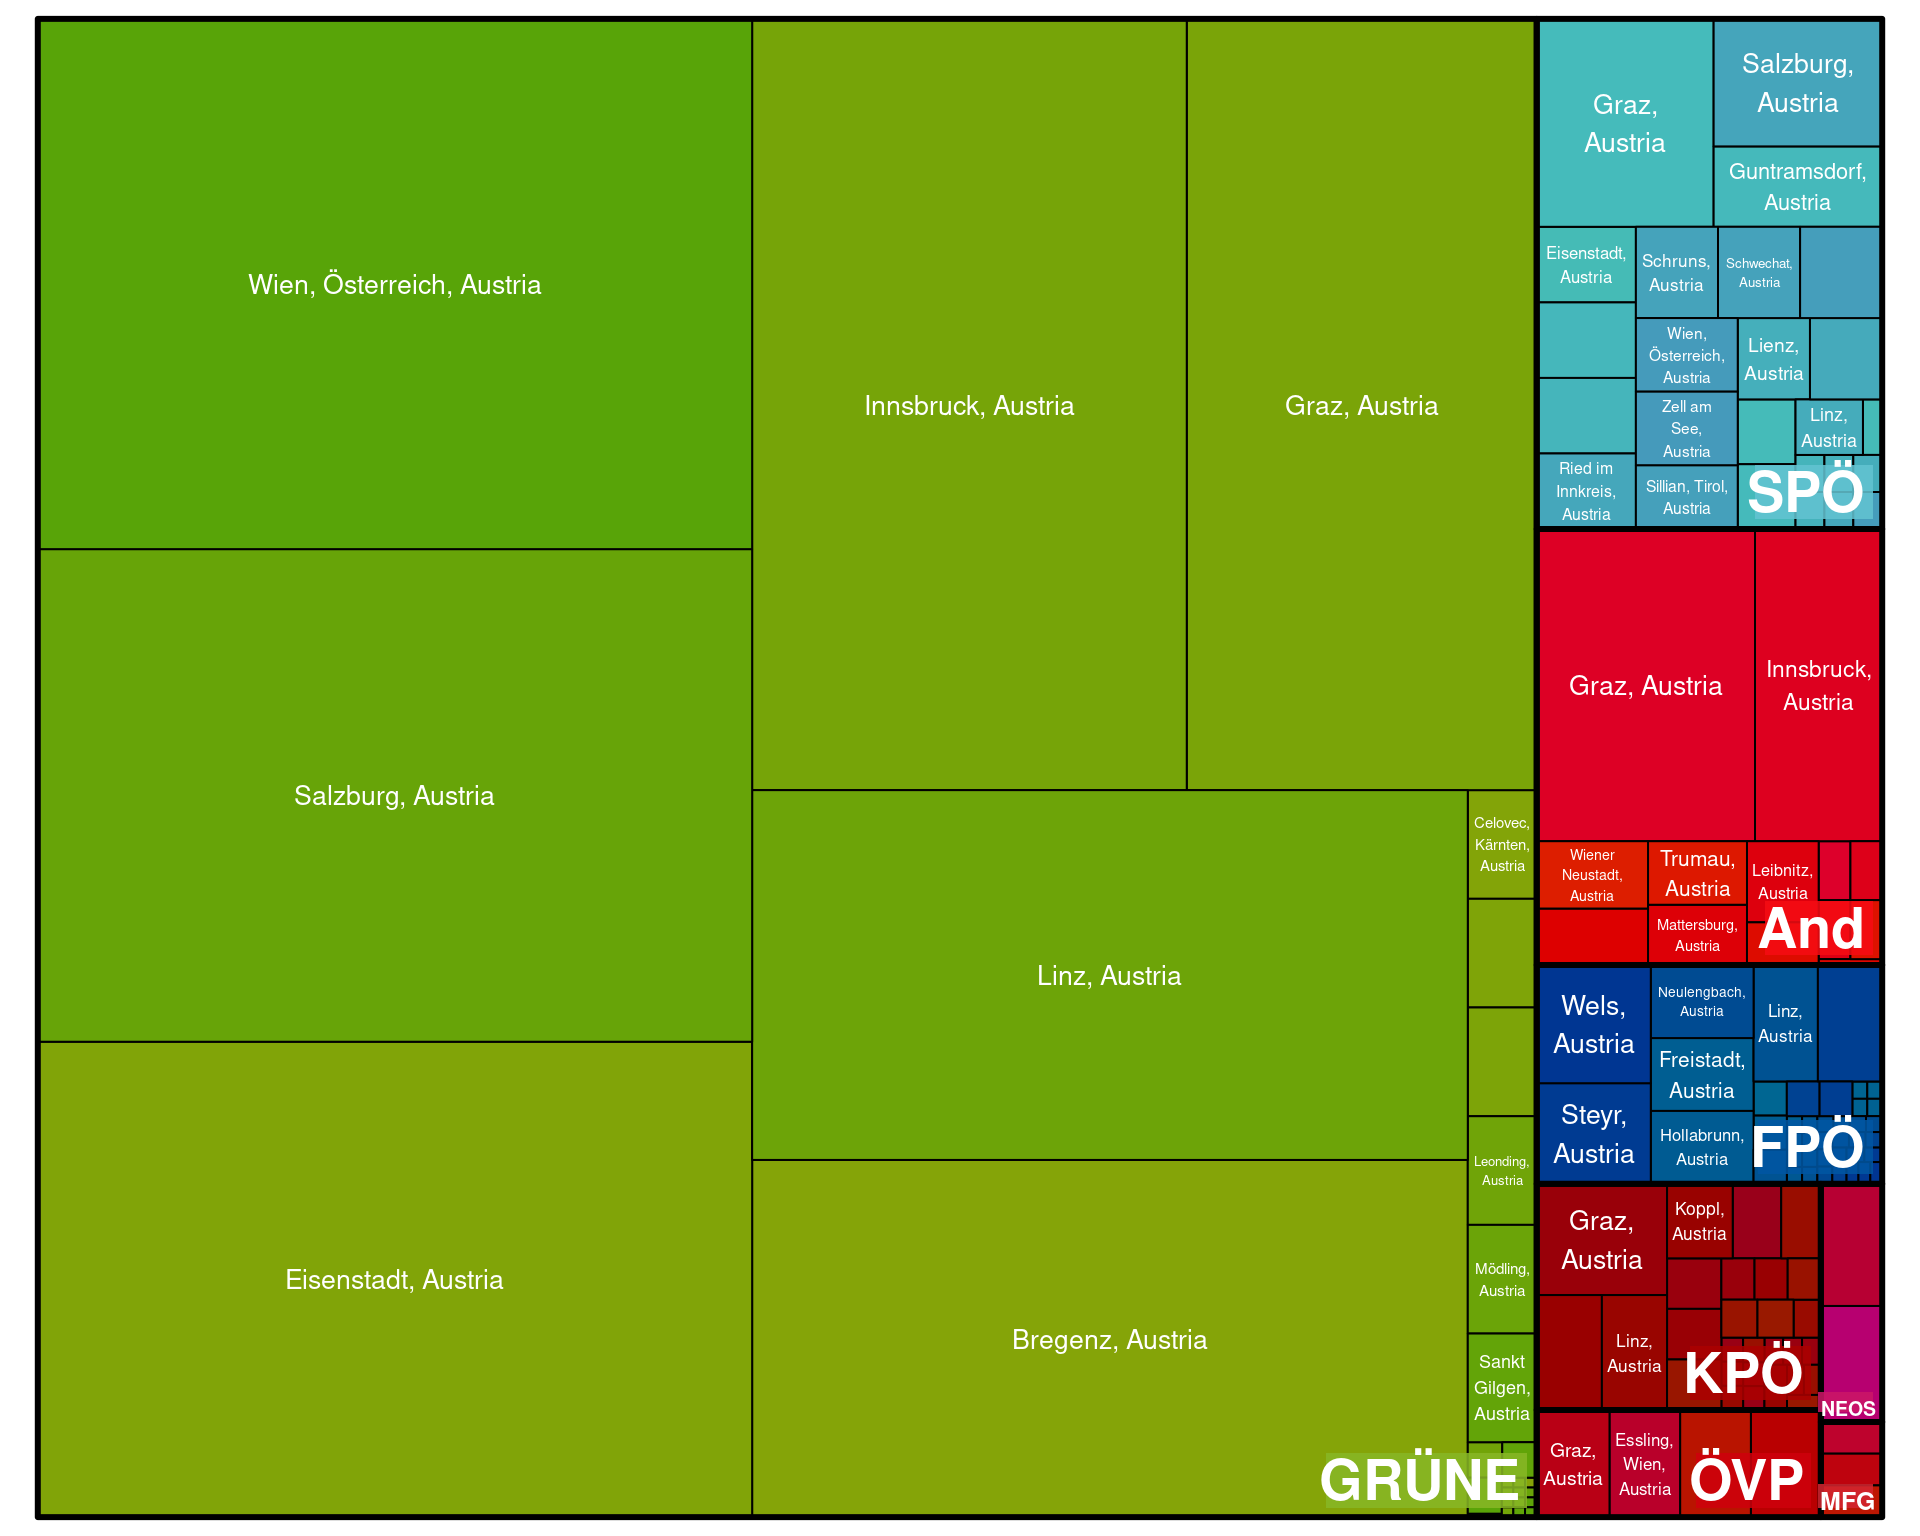 Wien, Österreich, Austria
Salzburg, Austria
Eisenstadt, Austria
Innsbruck, Austria
Graz, Austria
Linz, Austria
Bregenz, Austria
Celovec,
Kärnten,
Austria
Leonding,
Austria
Mödling,
Austria
Sankt
Gilgen,
Austria
GRÜNE
Graz,
Austria
Salzburg,
Austria
Guntramsdorf,
Austria
Eisenstadt,
Austria
Schruns,
Austria
Schwechat,
Austria
Wien,
Österreich,
Austria
Lienz,
Austria
Zell am
See,
Austria
Linz,
Austria
Ried im
Innkreis,
Austria
Sillian, Tirol,
Austria
SPÖ
Graz, Austria
Innsbruck,
Austria
Wiener
Neustadt,
Austria
Trumau,
Austria
Leibnitz,
Austria
Mattersburg,
Austria
And
Wels,
Austria
Neulengbach,
Austria
Linz,
Austria
Freistadt,
Austria
Steyr,
Austria
Hollabrunn,
Austria
FPÖ
Graz,
Austria
Koppl,
Austria
Linz,
Austria
KPÖ
NEOS
Graz,
Austria
Essling,
Wien,
Austria
ÖVP
MFG